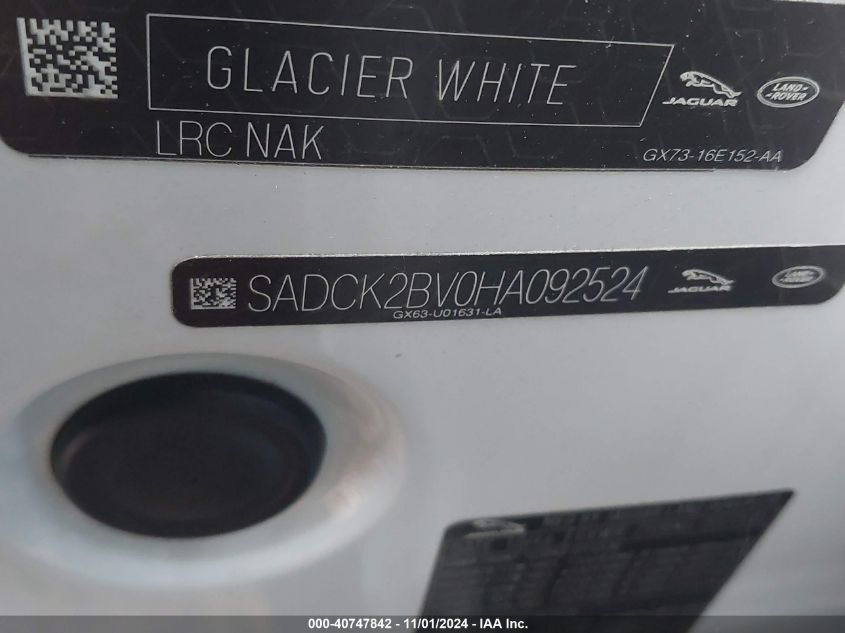 GLACIER WHITE
JAGUAR
LAND-
-ROVER
LRC NAK
GX73-16E152-AA
SADCK2BV0HA092524
GX63-U01631-LA
JAGUAR
LAND-
-ROVER
000-40747842 - 11/01/2024 - IAAI Inc.